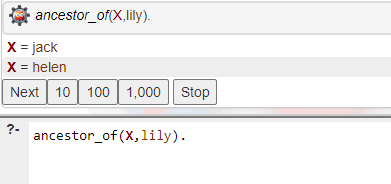 ancestor_of(X,lily).
X = jack
X = helen
Next 10 100 1,000 Stop
?- ancestor_of(X,lily).